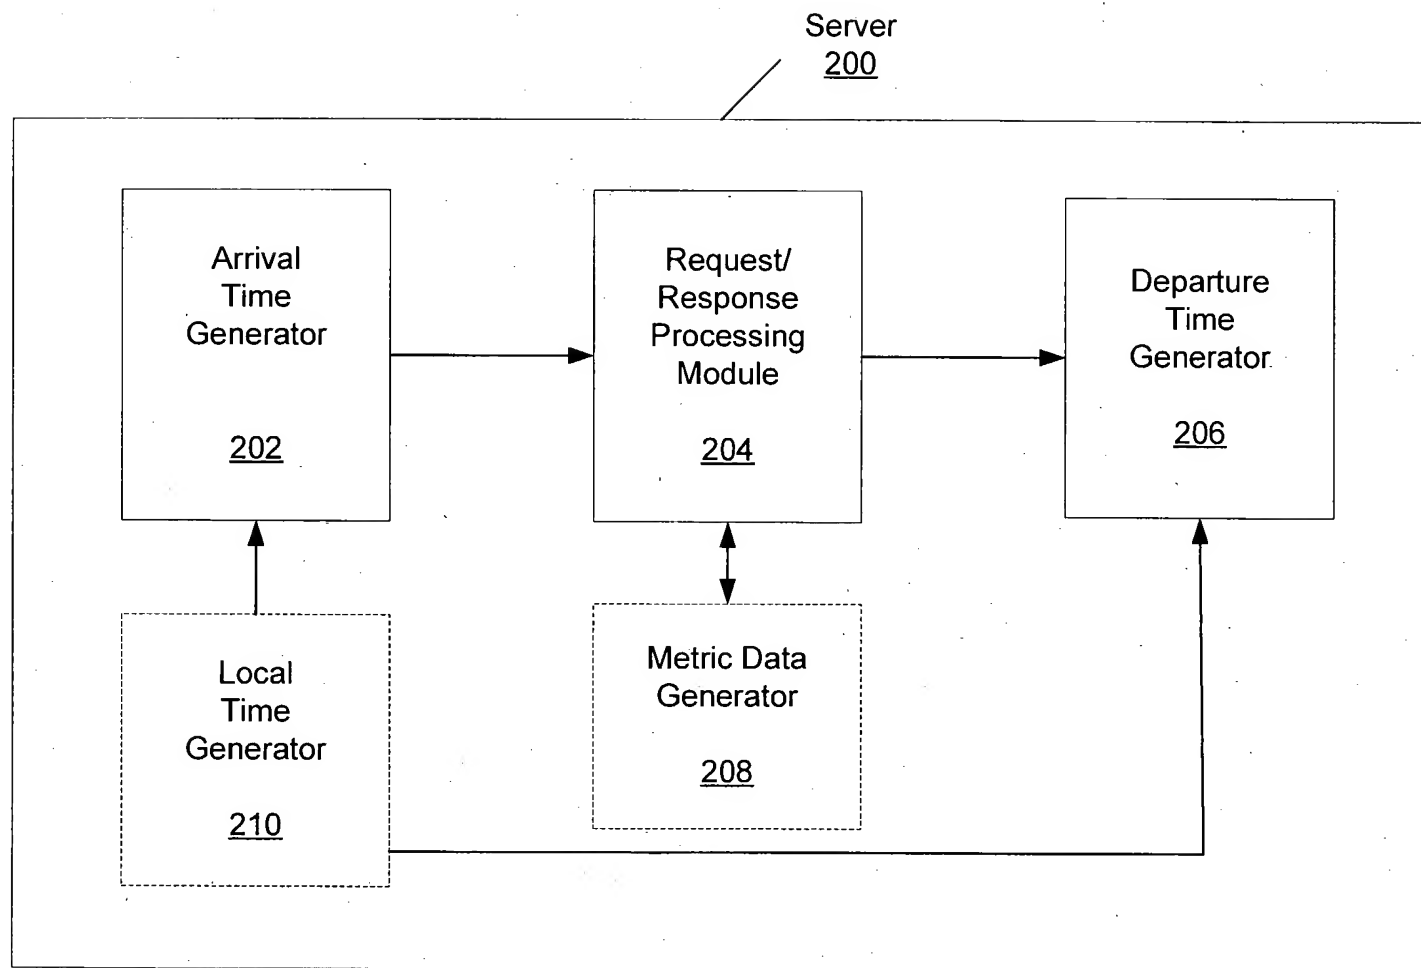 Server
200
Arrival
Time
Generator
202
Request/
Response
Processing
Module
204
Departure
Time
Generator
206
Local
Time
Generator
210
Metric Data
Generator
208